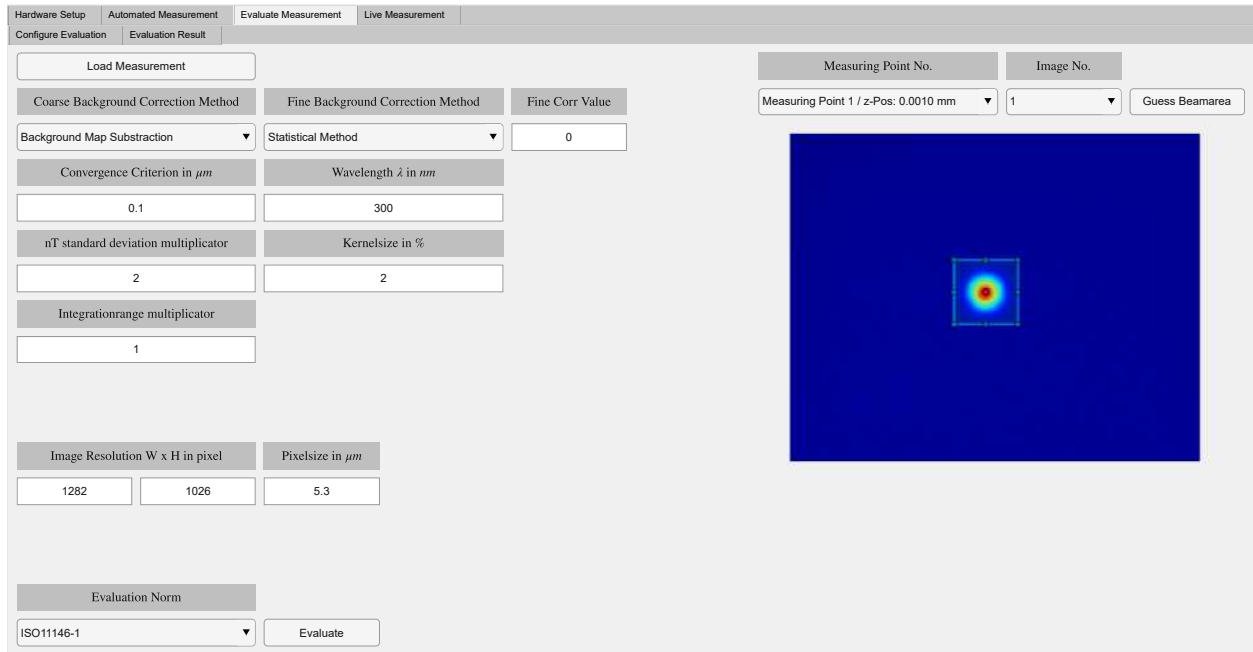 Hardware Setup Automated Measurement Evaluate Measurement Live Measurement
Configure Evaluation Evaluation Result
Load Measurement Measuring Point No. Image No.
Coarse Background Correction Method Fine Background Correction Method Fine Corr Value Measuring Point 1 / z-Pos: 0.0010 mm 1 Guess Beamarea
Background Map Substraction Statistical Method 0
Convergence Criterion in μm Wavelength λ in nm
0.1 300
nT standard deviation multiplicator Kernelsize in %
2 2
Integrationrange multiplicator
1
Image Resolution W x H in pixel Pixelsize in μm
1282 1026 5.3
Evaluation Norm
ISO11146-1 Evaluate